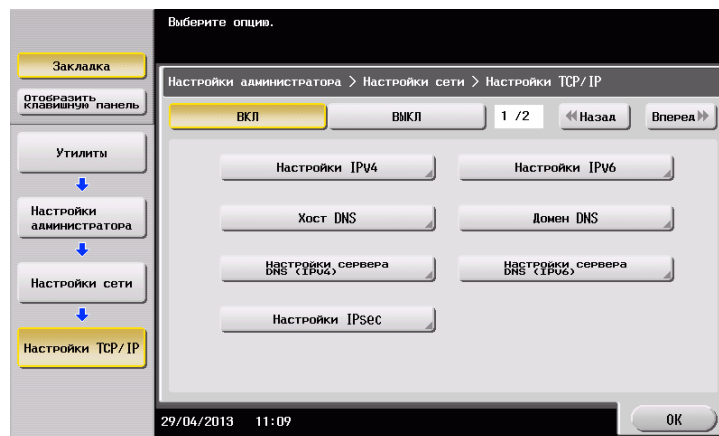 Выберите опцию.
Закладка
Отобразить
клавишную панель
Настройки администратора > Настройки сети > Настройки TCP/IP
ВКЛ
ВЫКЛ
1 /2
Назад
Вперед
Утилиты
Настройки
администратора
Настройки сети
Настройки TCP/IP
Настройки IPv4
Настройки IPv6
Хост DNS
Домен DNS
Настройки сервера
DNS (IPv4)
Настройки сервера
DNS (IPv6)
Настройки IPsec
29/04/2013 11:09
OK